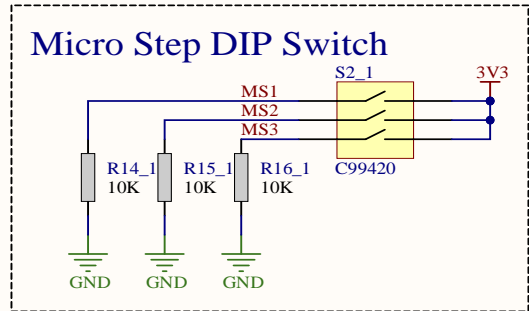 Micro Step DIP Switch
S2_1
3V3
MS1
MS2
MS3
C99420
R14_1
10K
R15_1
10K
R16_1
10K
GND
GND
GND